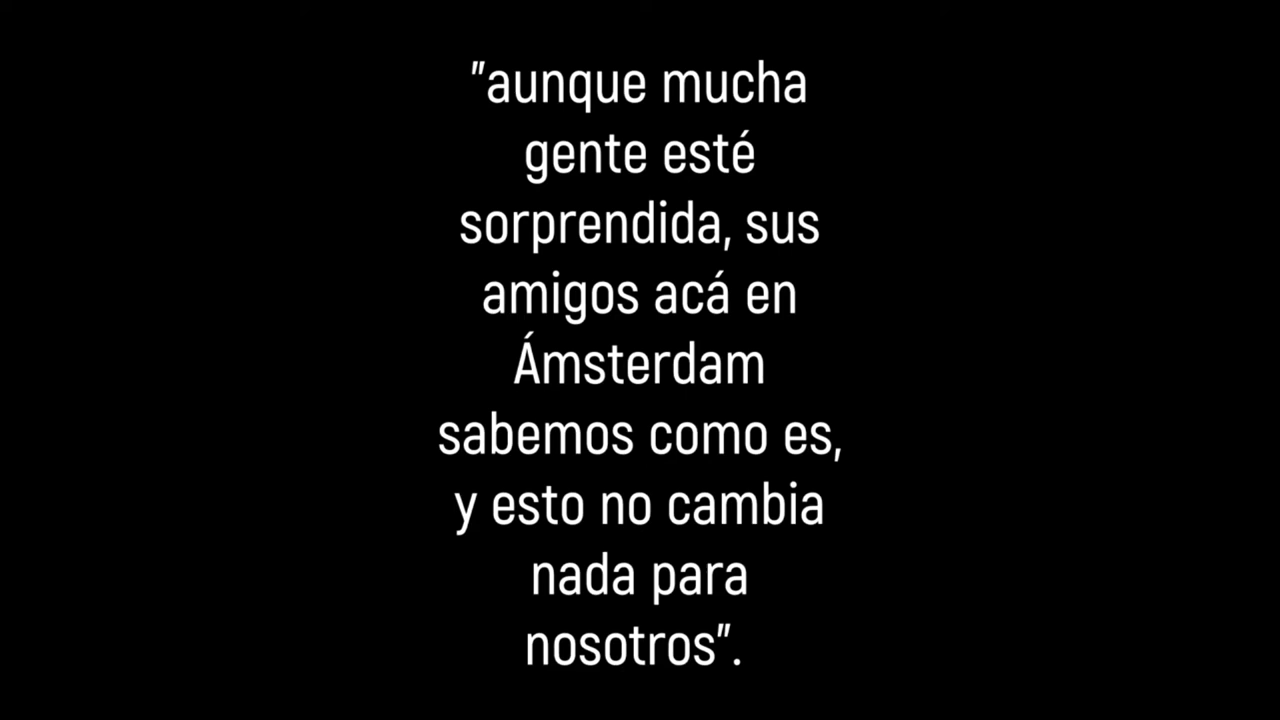 "aunque mucha
gente esté
sorprendida, sus
amigos acá en
Ámsterdam
sabemos como es,
y esto no cambia
nada para
nosotros".